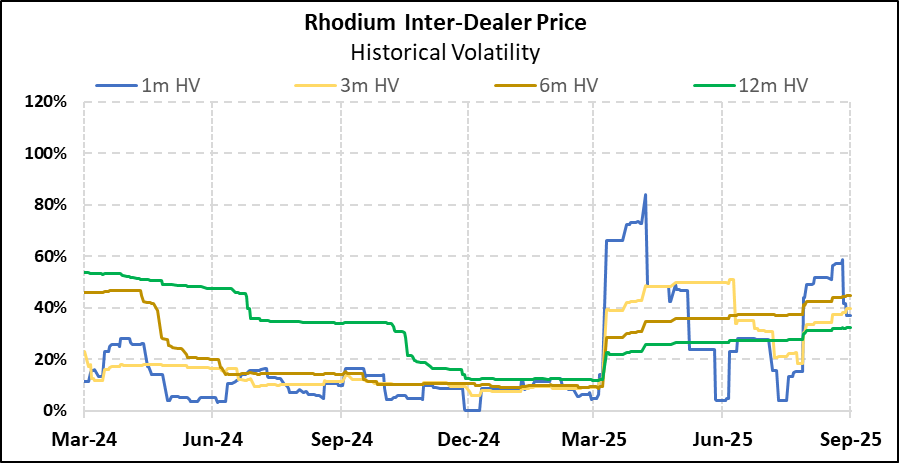 Rhodium Inter-Dealer Price
Historical Volatility
1m HV 3m HV 6m HV 12m HV
120%
100%
80%
60%
40%
20%
0%
Mar-24 Jun-24 Sep-24 Dec-24 Mar-25 Jun-25 Sep-25